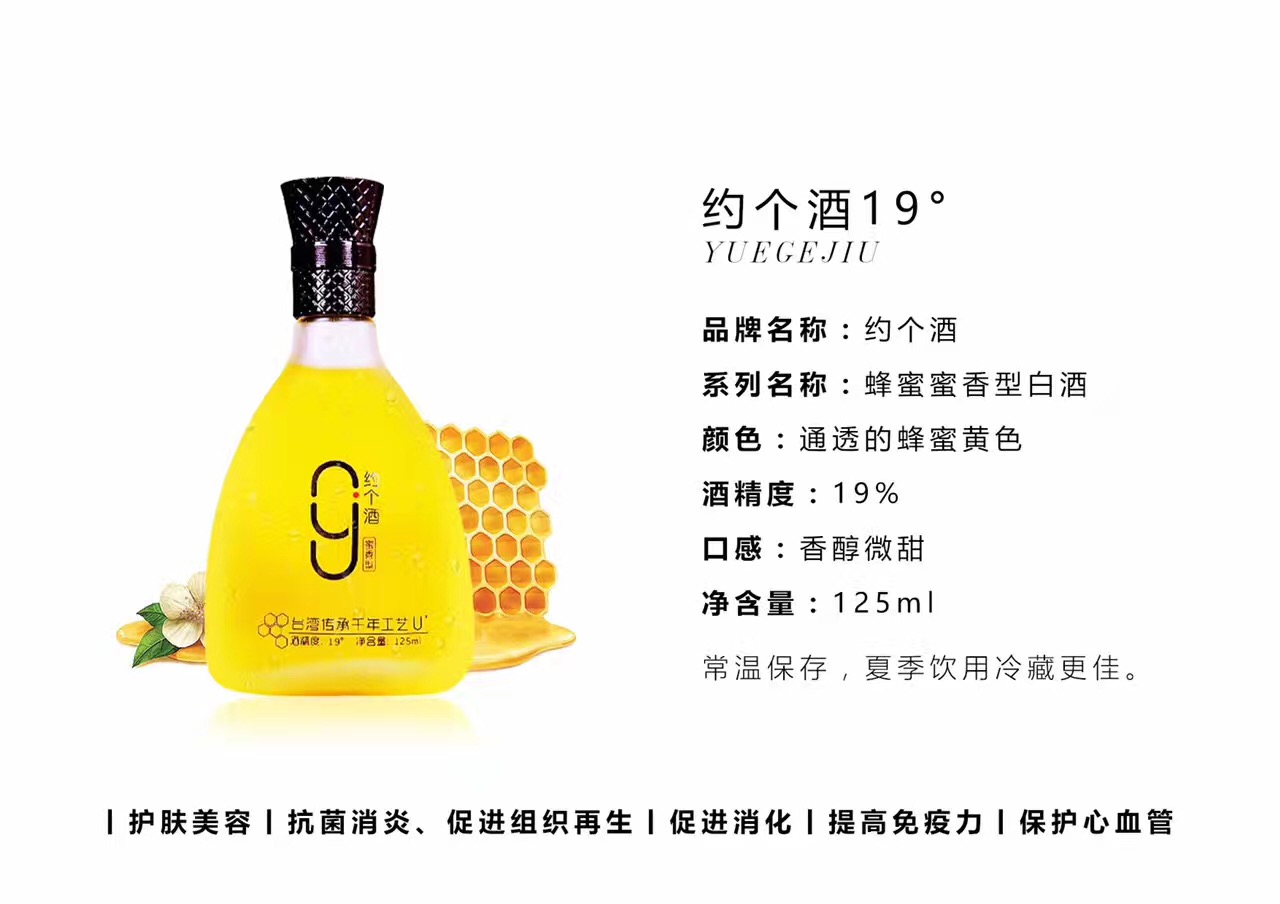 约个酒19°
YUEGEJIU
品牌名称：约个酒
系列名称：蜂蜜蜜香型白酒
颜色：通透的蜂蜜黄色
酒精度：19%
口感：香醇微甜
净含量：125ml
常温保存，夏季饮用冷藏更佳。
约个酒
蜜香型
台湾传承千年工艺U'
酒精度: 19° 净含量: 125ml
|护肤美容|抗菌消炎、促进组织再生|促进消化|提高免疫力|保护心血管